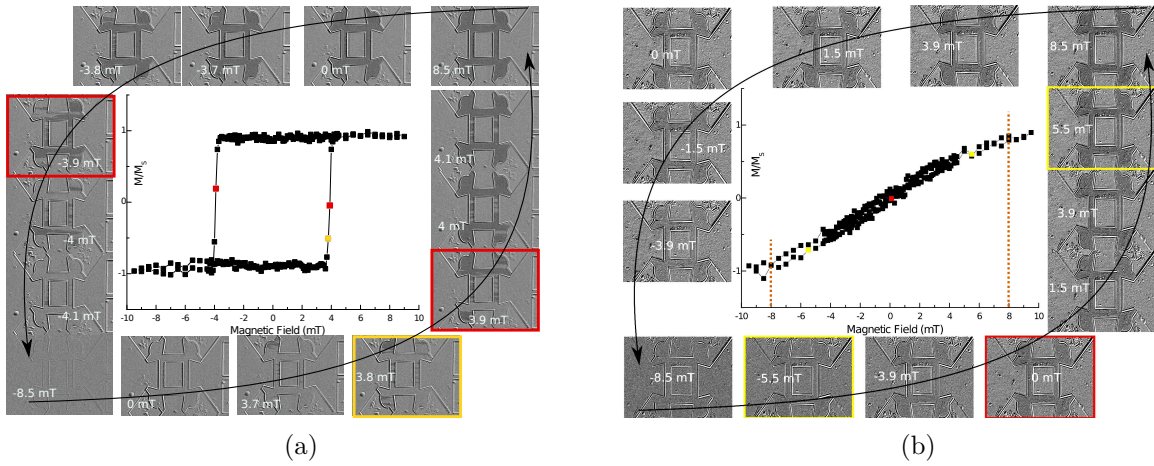 -3.8 mT
-3.7 mT
0 mT
8.5 mT
-3.9 mT
-4 mT
-4.1 mT
-8.5 mT
0 mT
3.7 mT
3.8 mT
3.9 mT
4 mT
4.1 mT
M/Ms
1
0
-1
-10 -8 -6 -4 -2 0 2 4 6 8 10
Magnetic Field (mT)
(a)
0 mT
1.5 mT
3.9 mT
8.5 mT
-1.5 mT
-3.9 mT
-8.5 mT
-5.5 mT
-3.9 mT
0 mT
1.5 mT
3.9 mT
5.5 mT
M/Ms
1
0
-1
-10 -8 -6 -4 -2 0 2 4 6 8 10
Magnetic Field (mT)
(b)